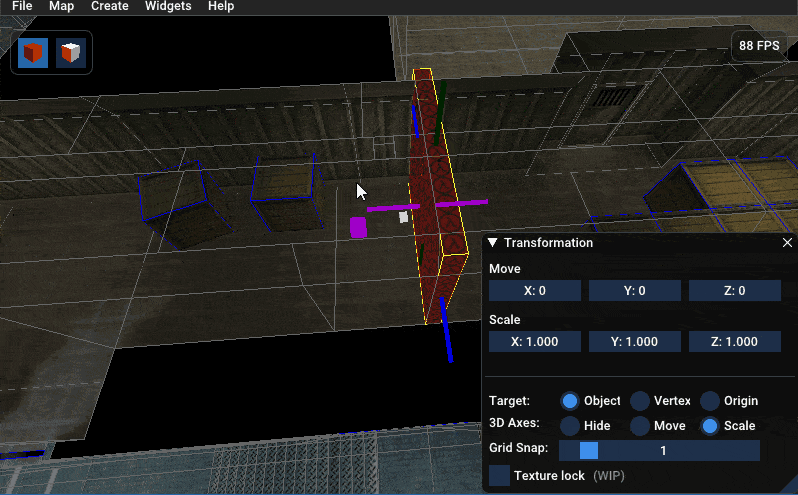 File Map Create Widgets Help
88 FPS
Transformation
Move
X: 0 Y: 0 Z: 0
Scale
X: 1.000 Y: 1.000 Z: 1.000
Target: Object Vertex Origin
3D Axes: Hide Move Scale
Grid Snap: 1
Texture lock (WIP)